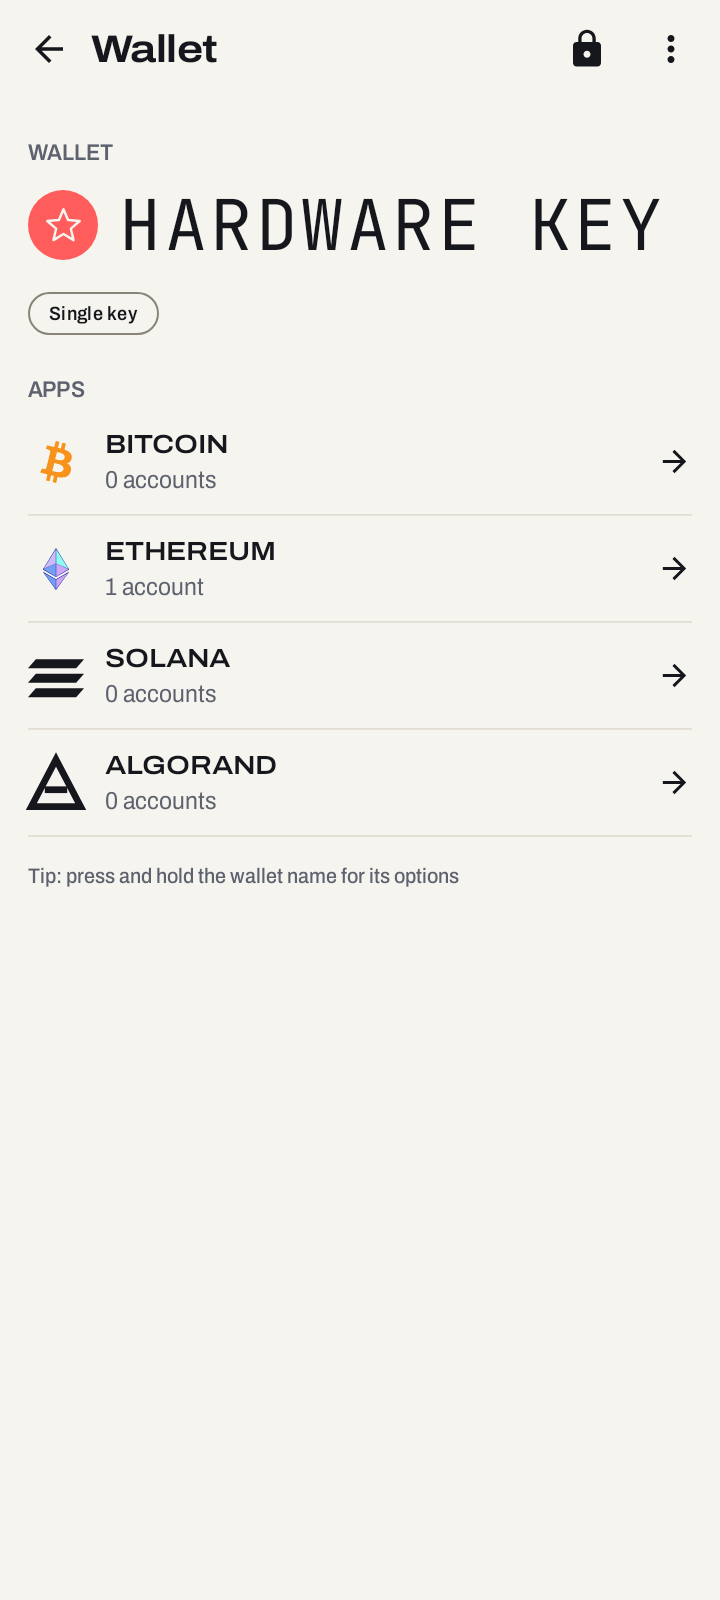 Wallet
WALLET
HARDWARE KEY
Single key
APPS
BITCOIN
0 accounts
ETHEREUM
1 account
SOLANA
0 accounts
ALGORAND
0 accounts
Tip: press and hold the wallet name for its options